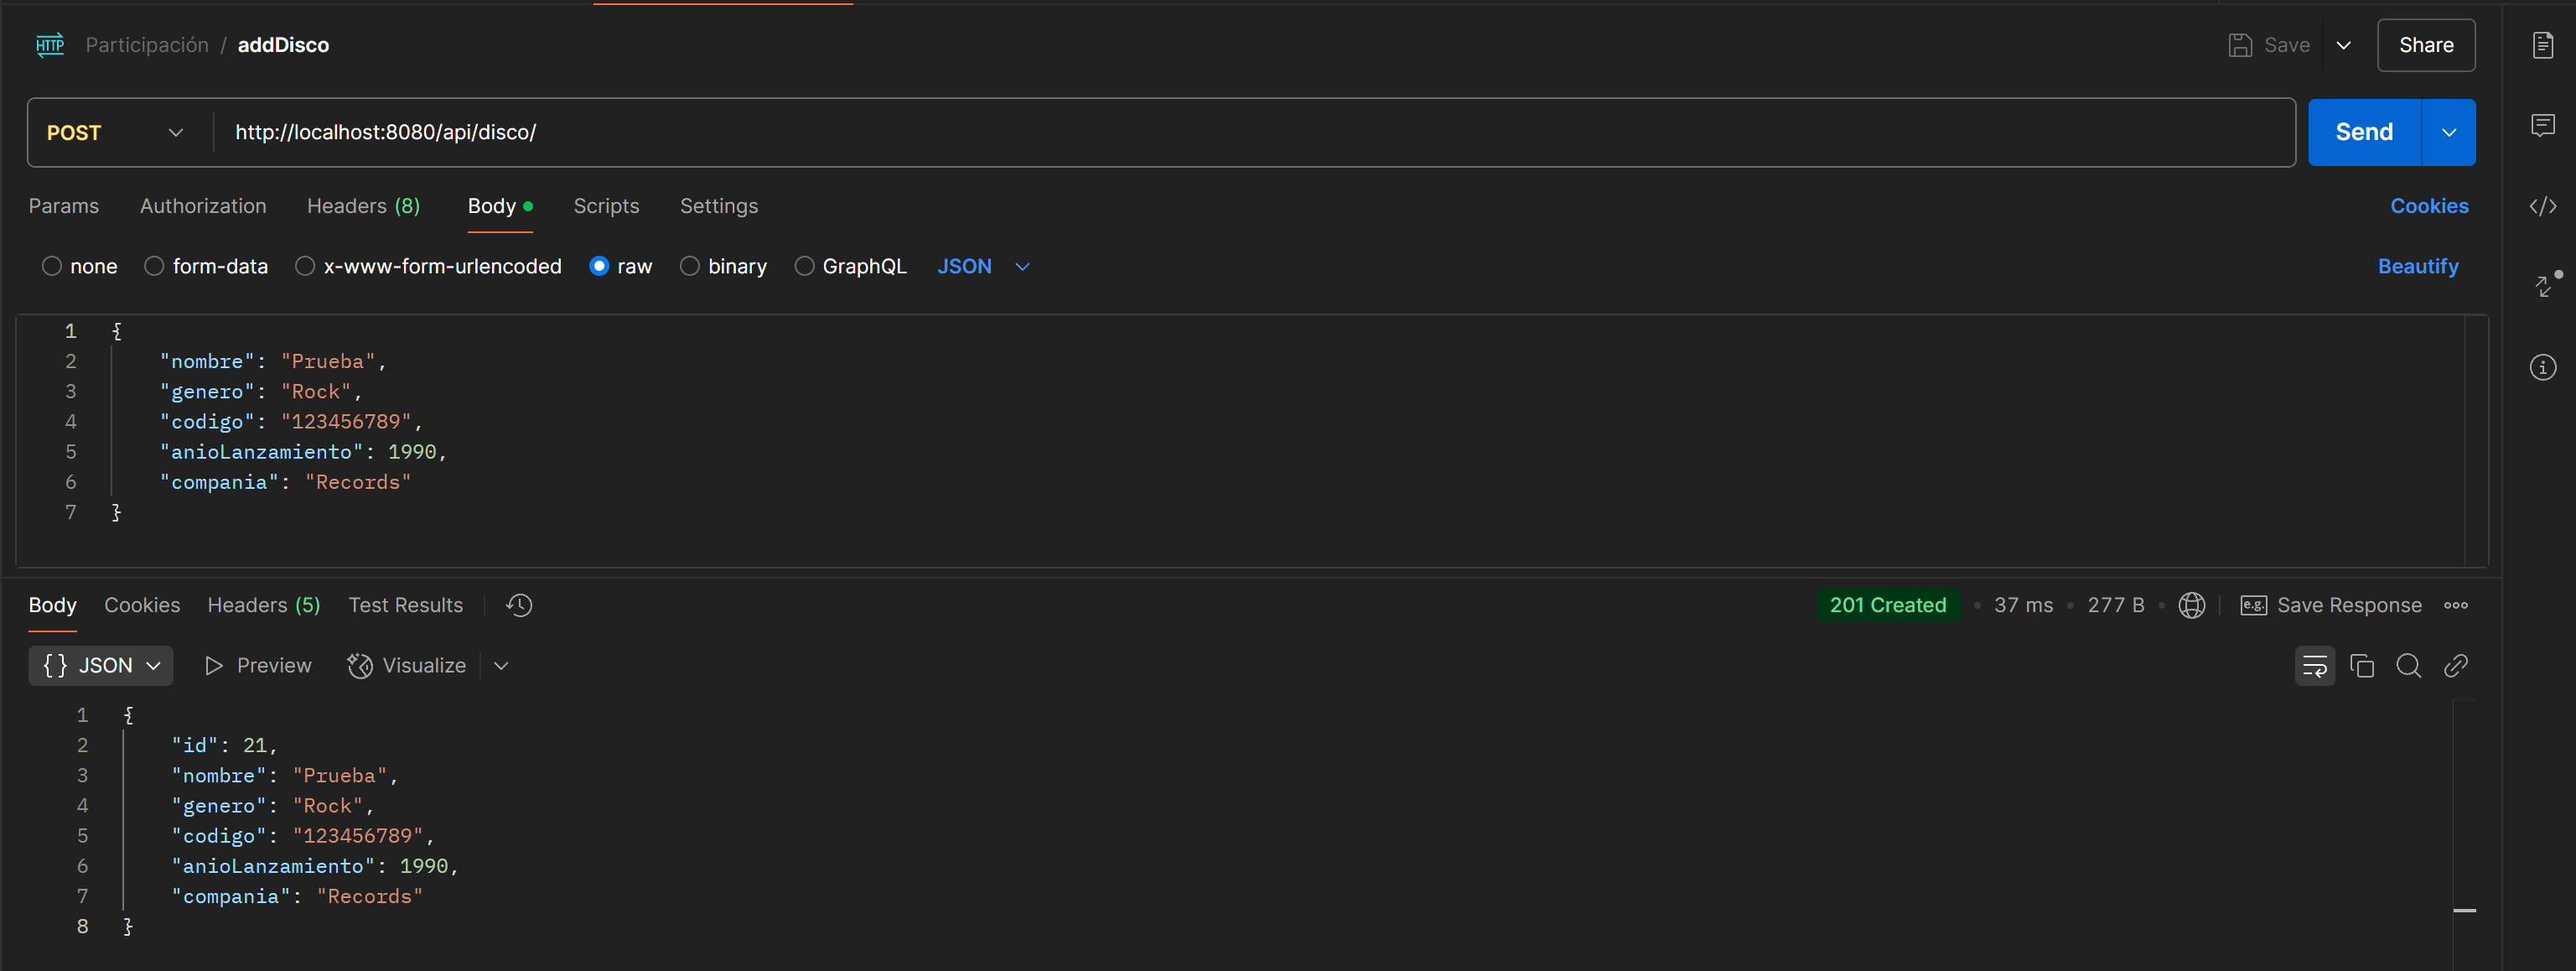 HTTP Participación / addDisco Save Share
POST http://localhost:8080/api/disco/ Send
Params Authorization Headers (8) Body Scripts Settings Cookies
none form-data x-www-form-urlencoded raw binary GraphQL JSON Beautify
1 {
2 "nombre": "Prueba",
3 "genero": "Rock",
4 "codigo": "123456789",
5 "anioLanzamiento": 1990,
6 "compania": "Records"
7 }
Body Cookies Headers (5) Test Results 201 Created • 37 ms • 277 B • e.g. Save Response
{} JSON Preview Visualize
1 {
2 "id": 21,
3 "nombre": "Prueba",
4 "genero": "Rock",
5 "codigo": "123456789",
6 "anioLanzamiento": 1990,
7 "compania": "Records"
8 }